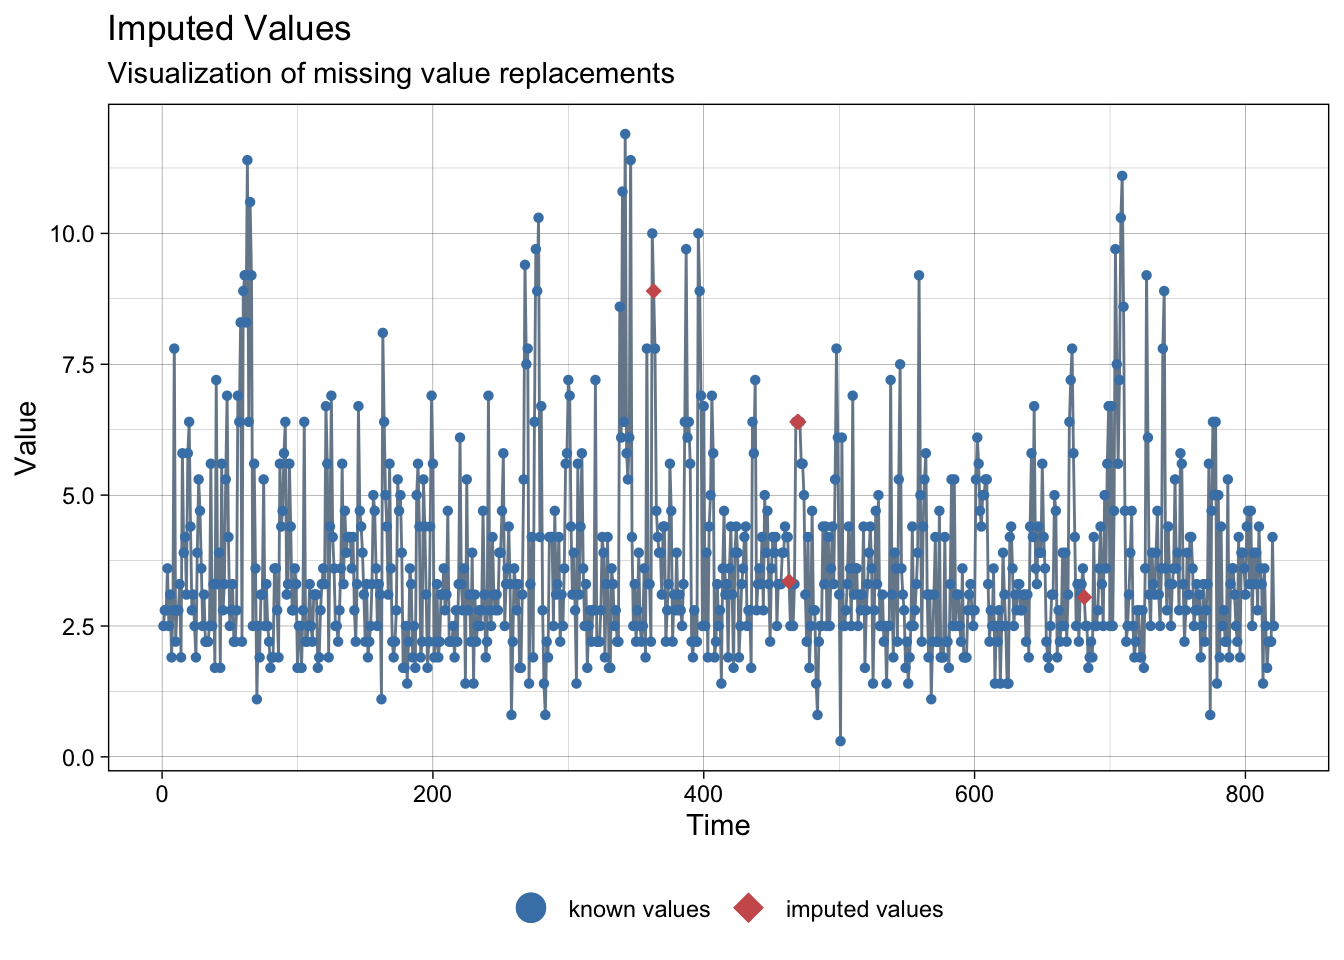 Imputed Values
Visualization of missing value replacements
10.0
7.5
5.0
2.5
0.0
Value
0 200 400 600 800
Time
known values imputed values